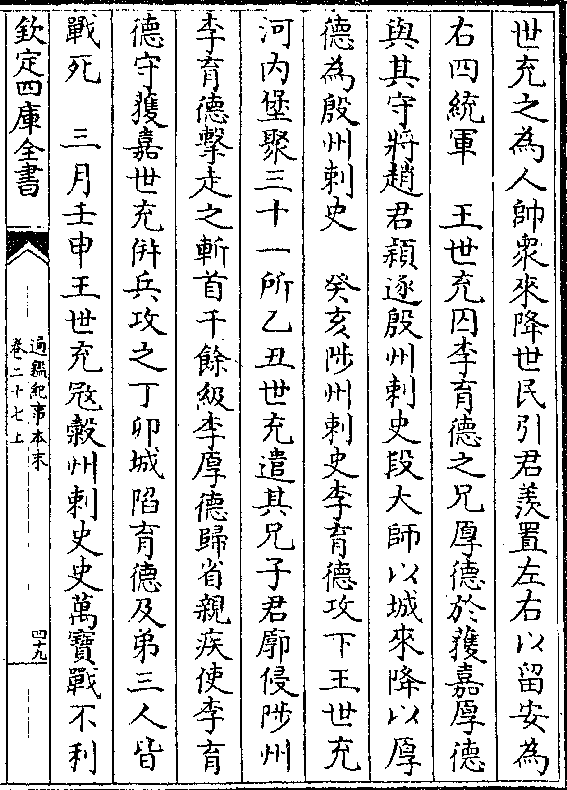 世充之為人帥衆來降世民引君羨置左右以留安為
右四統軍　王世充囚李育德之兄厚德於獲嘉厚德
與其守將趙君穎逐殷州刺史段大師以城來降以厚
德為殷州刺史　癸亥陟州刺史李育德攻下王世充
河内堡聚三十一所乙丑世充遣其兄子君廓侵陟州
李育德擊走之斬首千餘級李厚德歸省親疾使李育
德守獲嘉世充併兵攻之丁卯城陷育德及弟三人皆
戰死　三月壬申王世充冦穀州刺史史萬寶戰不利
欽定四庫全書
通鑑紀事本末
卷二十七上
四十九